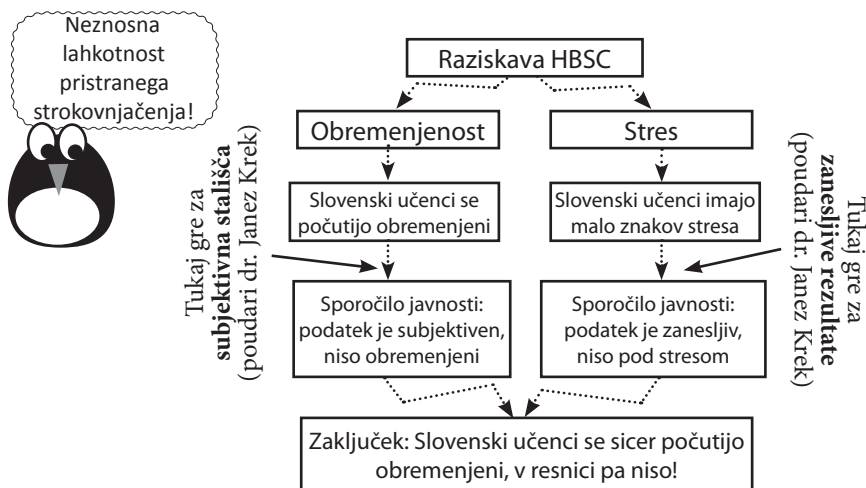 Neznosna
lahkotnost
pristranega
strokovnjačenja!
Raziskava HBSC
Obremenjenost
Stres
Slovenski učenci se
počutijo obremenjeni
Slovenski učenci imajo
malo znakov stresa
Tukaj gre za
subjektivna stališča
(poudari dr. Janez Krek)
Tukaj gre za
zanesljive rezultate
(poudari dr. Janez Krek)
Sporočilo javnosti:
podatek je subjektiven,
niso obremenjeni
Sporočilo javnosti:
podatek je zanesljiv,
niso pod stresom
Zaključek: Slovenski učenci se sicer počutijo
obremenjeni, v resnici pa niso!